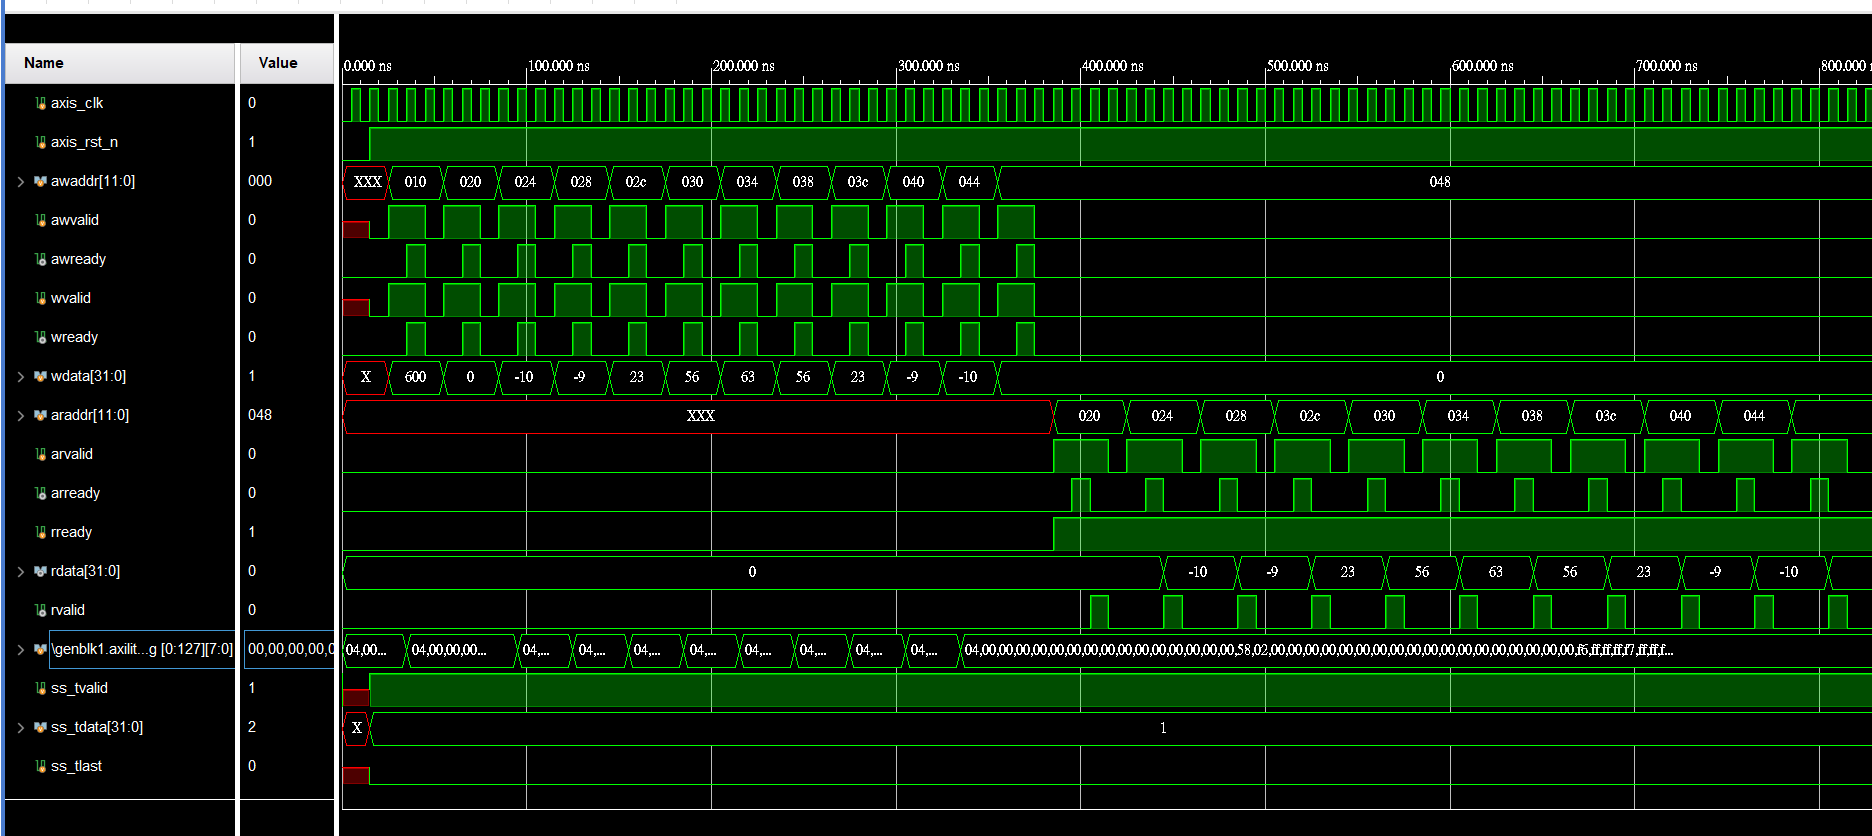 Name Value
0.000 ns 100.000 ns 200.000 ns 300.000 ns 400.000 ns 500.000 ns 600.000 ns 700.000 ns 800.000
axis_clk 0
axis_rst_n 1
awaddr[11:0] 000 XXX 010 020 024 028 02c 030 034 038 03c 040 044 048
awvalid 0
awready 0
wvalid 0
wready 0
wdata[31:0] 1 X 600 0 -10 -9 23 56 63 56 23 -9 -10 0
araddr[11:0] 048 XXX 020 024 028 02c 030 034 038 03c 040 044
arvalid 0
arready 0
rready 1
rdata[31:0] 0 0 -10 -9 23 56 63 56 23 -9 -10
rvalid 0
\genblk1.axilit...g [0:127][7:0] 00,00,00,00,0 04,00... 04,00,00,00... 04,... 04,... 04,... 04,... 04,... 04,... 04,... 04,... 04,00,00,00,00,00,00,00,00,00,00,00,00,00,00,00,58,02,00,00,00,00,00,00,00,00,00,00,00,00,00,00,f6,ff,ff,ff,f7,ff,ff,f...
ss_tvalid 1
ss_tdata[31:0] 2 X 1
ss_tlast 0